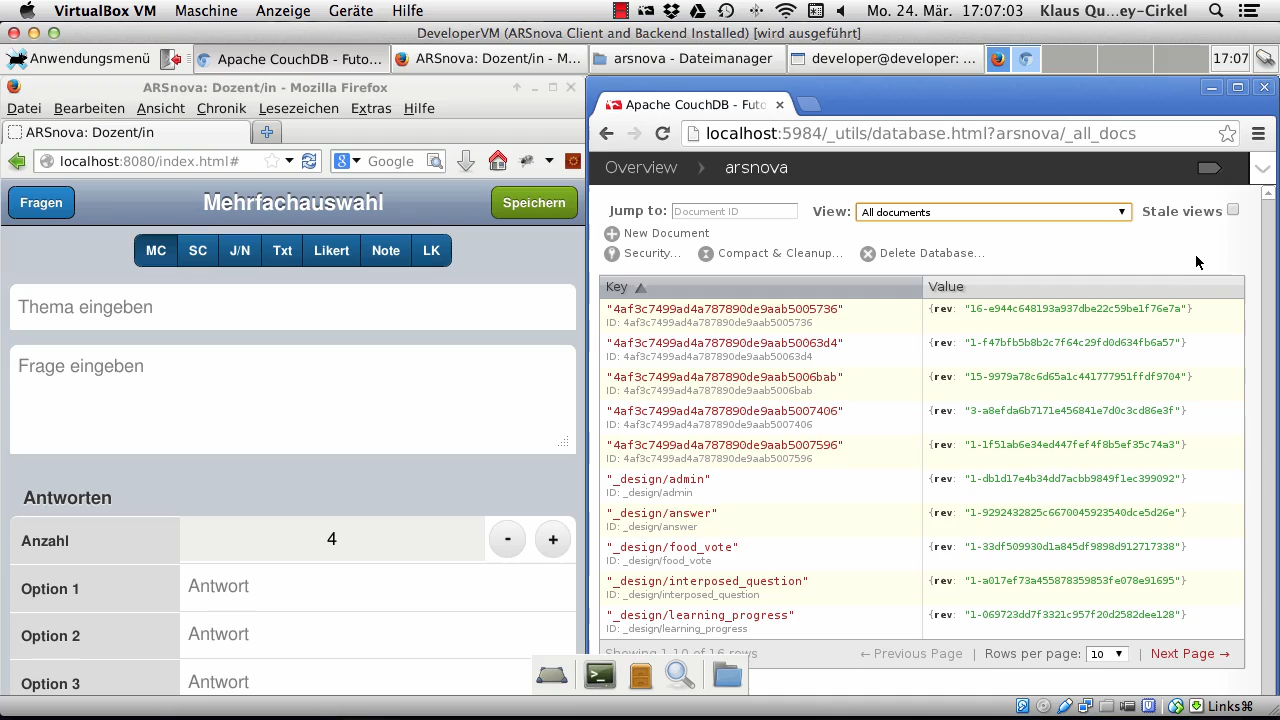 VirtualBox VM Maschine Anzeige Geräte Hilfe Mo. 24. Mär. 17:07:03 Klaus Qu...ey-Cirkel
DeveloperVM (ARSnova Client and Backend Installed) [wird ausgeführt]
Anwendungsmenü Apache CouchDB - Futo... ARSnova: Dozent/in - M... arsnova - Dateimanager developer@developer: ... 17:07
ARSnova: Dozent/in - Mozilla Firefox
Datei Bearbeiten Ansicht Chronik Lesezeichen Extras Hilfe
ARSnova: Dozent/in
localhost:8080/index.html#
Google
Fragen Mehrfachauswahl Speichern
MC SC J/N Txt Likert Note LK
Thema eingeben
Frage eingeben
Antworten
Anzahl 4 - +
Option 1 Antwort
Option 2 Antwort
Option 3 Antwort
Apache CouchDB - Futo
localhost:5984/_utils/database.html?arsnova/_all_docs
Overview arsnova
Jump to: Document ID View: All documents Stale views
New Document
Security... Compact & Cleanup... Delete Database...
Key Value
"4af3c7499ad4a787890de9aab5005736" {rev: "16-e944c648193a937dbe22c59be1f76e7a"}
ID: 4af3c7499ad4a787890de9aab5005736
"4af3c7499ad4a787890de9aab50063d4" {rev: "1-f47bfb5b8b2c7f64c29fd0d634fb6a57"}
ID: 4af3c7499ad4a787890de9aab50063d4
"4af3c7499ad4a787890de9aab5006bab" {rev: "15-9979a78c6d65a1c441777951ffdf9704"}
ID: 4af3c7499ad4a787890de9aab5006bab
"4af3c7499ad4a787890de9aab5007406" {rev: "3-a8efda6b7171e456841e7d0c3cd86e3f"}
ID: 4af3c7499ad4a787890de9aab5007406
"4af3c7499ad4a787890de9aab5007596" {rev: "1-1f51ab6e34ed447fef4f8b5ef35c74a3"}
ID: 4af3c7499ad4a787890de9aab5007596
"_design/admin" {rev: "1-db1d17e4b34dd7acbb9849f1ec399092"}
ID: _design/admin
"_design/answer" {rev: "1-9292432825c6670045923540dce5d26e"}
ID: _design/answer
"_design/food_vote" {rev: "1-33df509930d1a845df9898d912717338"}
ID: _design/food_vote
"_design/interposed_question" {rev: "1-a017ef73a455878359853fe078e91695"}
ID: _design/interposed_question
"_design/learning_progress" {rev: "1-069723dd7f3321c957f20d2582dee128"}
ID: _design/learning_progress
Showing 1-10 of 16 rows ← Previous Page | Rows per page: 10 | Next Page →
Links⌘